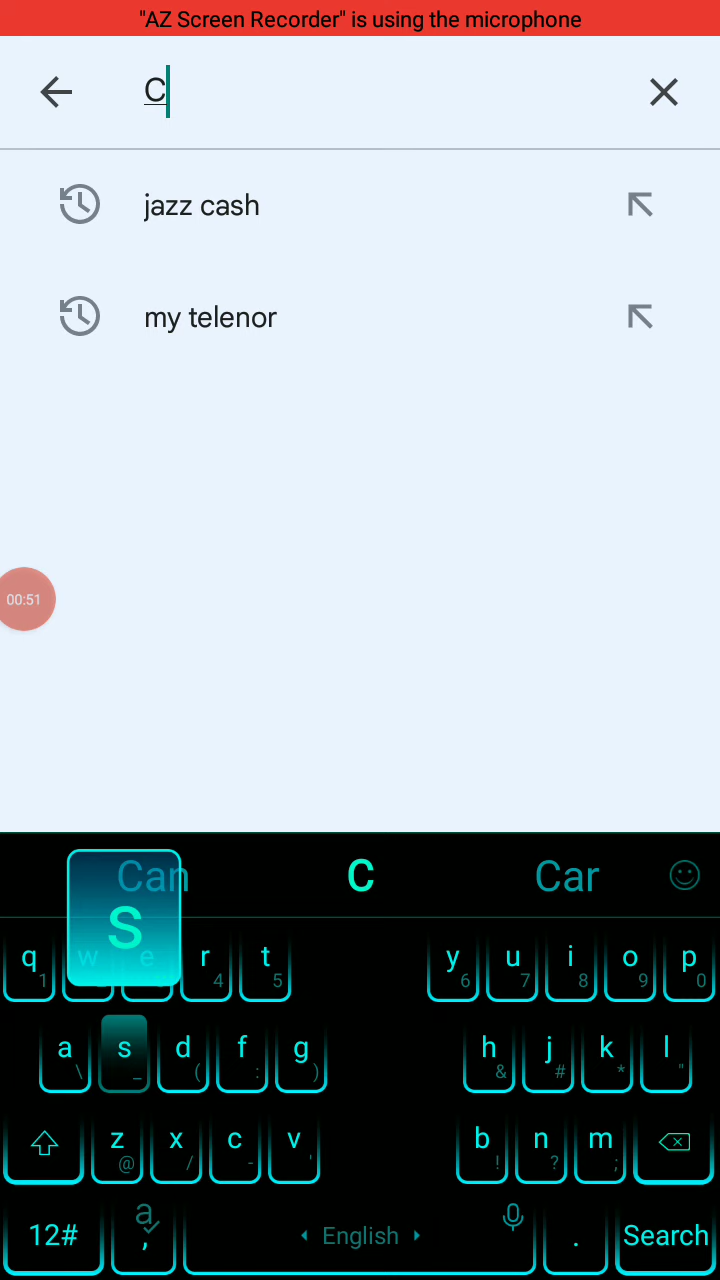 "AZ Screen Recorder" is using the microphone
C
jazz cash
my telenor
00:51
Can C Car
S
q 1 w e r 4 t 5 y 6 u 7 i 8 o 9 p 0
a \ s _ d ( f : g ) h & j # k * l "
z @ x / c - v ' b ! n ? m ;
12# a , English . Search